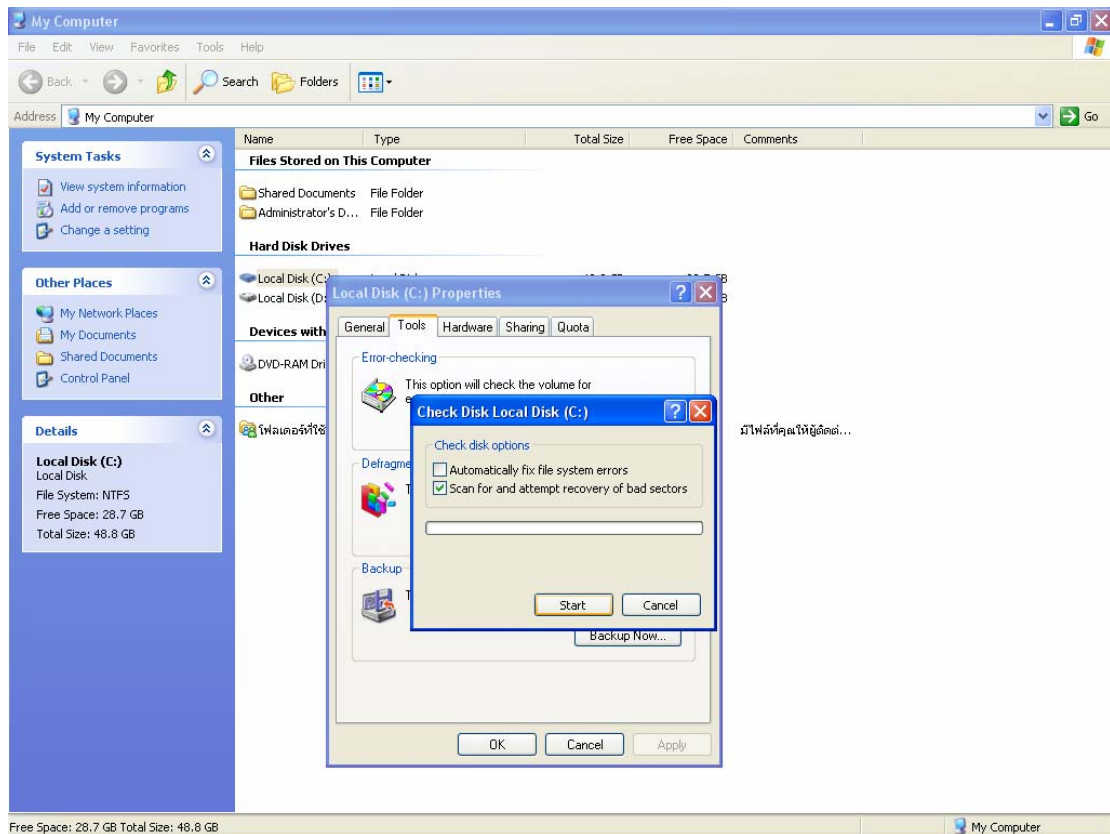 My Computer
File Edit View Favorites Tools Help
Back Search Folders
Address My Computer Go
Name Type Total Size Free Space Comments
System Tasks
View system information
Add or remove programs
Change a setting
Other Places
My Network Places
My Documents
Shared Documents
Control Panel
Details
Local Disk (C:)
Local Disk
File System: NTFS
Free Space: 28.7 GB
Total Size: 48.8 GB
Files Stored on This Computer
Shared Documents File Folder
Administrator's D... File Folder
Hard Disk Drives
Local Disk (C:
Local Disk (D:
Devices with
DVD-RAM Dri
Other
โฟลเดอร์ที่ใช้ มีไฟล์ที่คุณให้ผู้ติดต่...
Local Disk (C:) Properties
General Tools Hardware Sharing Quota
Error-checking
This option will check the volume for
Defragme
Backup
Backup Now...
OK Cancel Apply
Check Disk Local Disk (C:)
Check disk options
Automatically fix file system errors
Scan for and attempt recovery of bad sectors
Start Cancel
Free Space: 28.7 GB Total Size: 48.8 GB My Computer